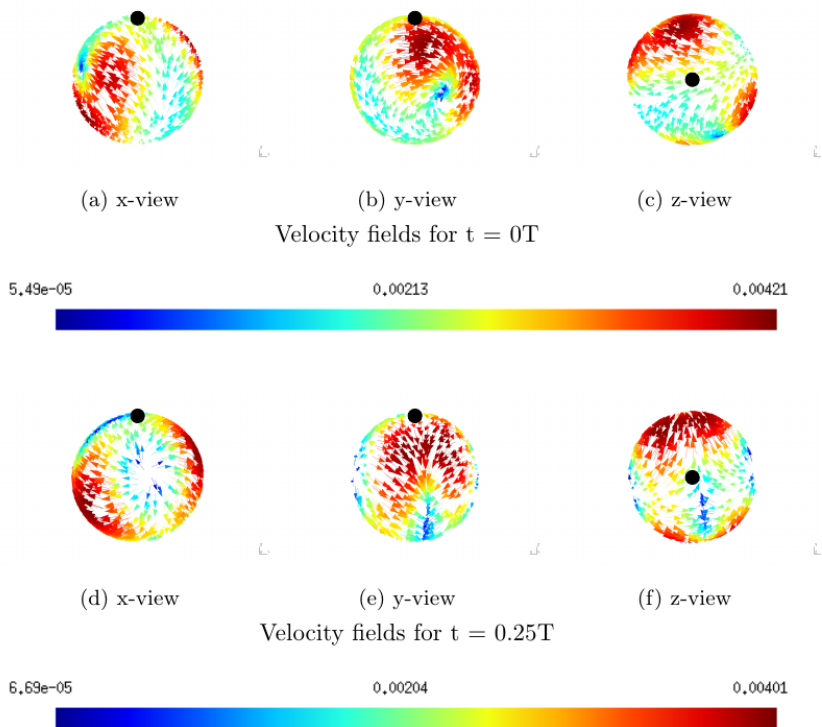 (a) x-view (b) y-view (c) z-view
Velocity fields for t = 0T
5.49e-05 0.00213 0.00421
(d) x-view (e) y-view (f) z-view
Velocity fields for t = 0.25T
6.69e-05 0.00204 0.00401